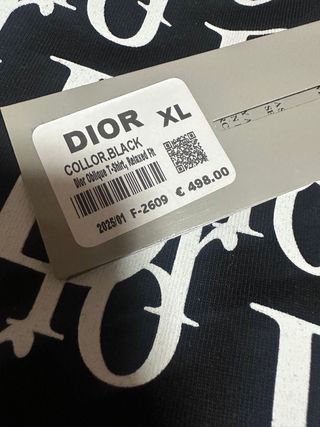 DIOR XL
COLLOR.BLACK
Dior Oblique T-Shirt, Relaxed Fit
2025/01 F-2609 € 498.00